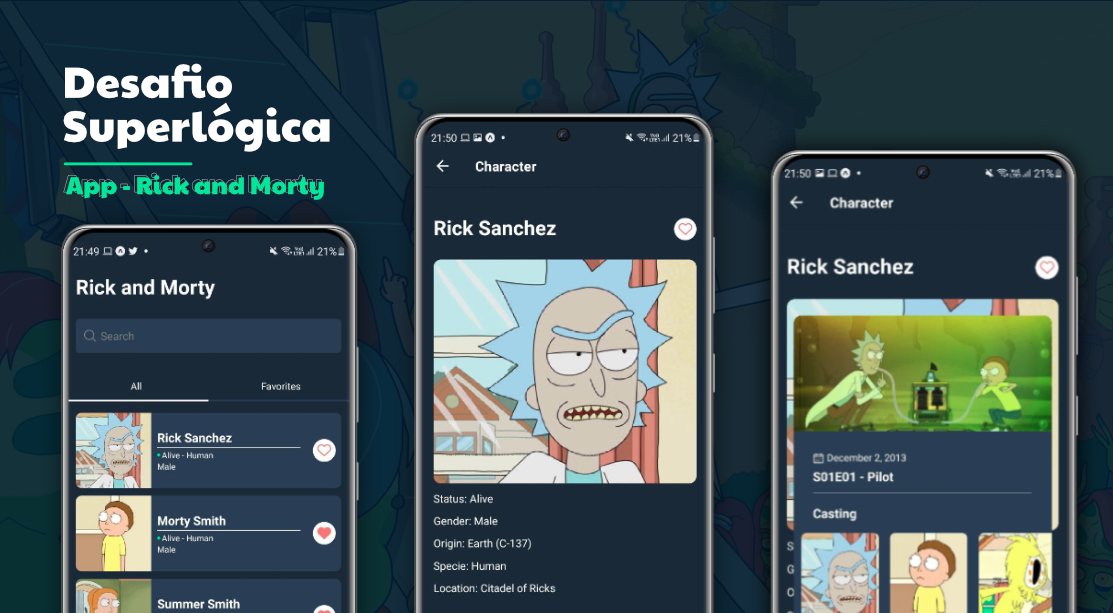 Desafio
Superlógica
App - Rick and Morty
21:49
21%
Rick and Morty
Search
All Favorites
Rick Sanchez
Alive - Human
Male
Morty Smith
Alive - Human
Male
Summer Smith
21:50
21%
Character
Rick Sanchez
Status: Alive
Gender: Male
Origin: Earth (C-137)
Specie: Human
Location: Citadel of Ricks
21:50
21%
Character
Rick Sanchez
December 2, 2013
S01E01 - Pilot
Casting
S
G
O